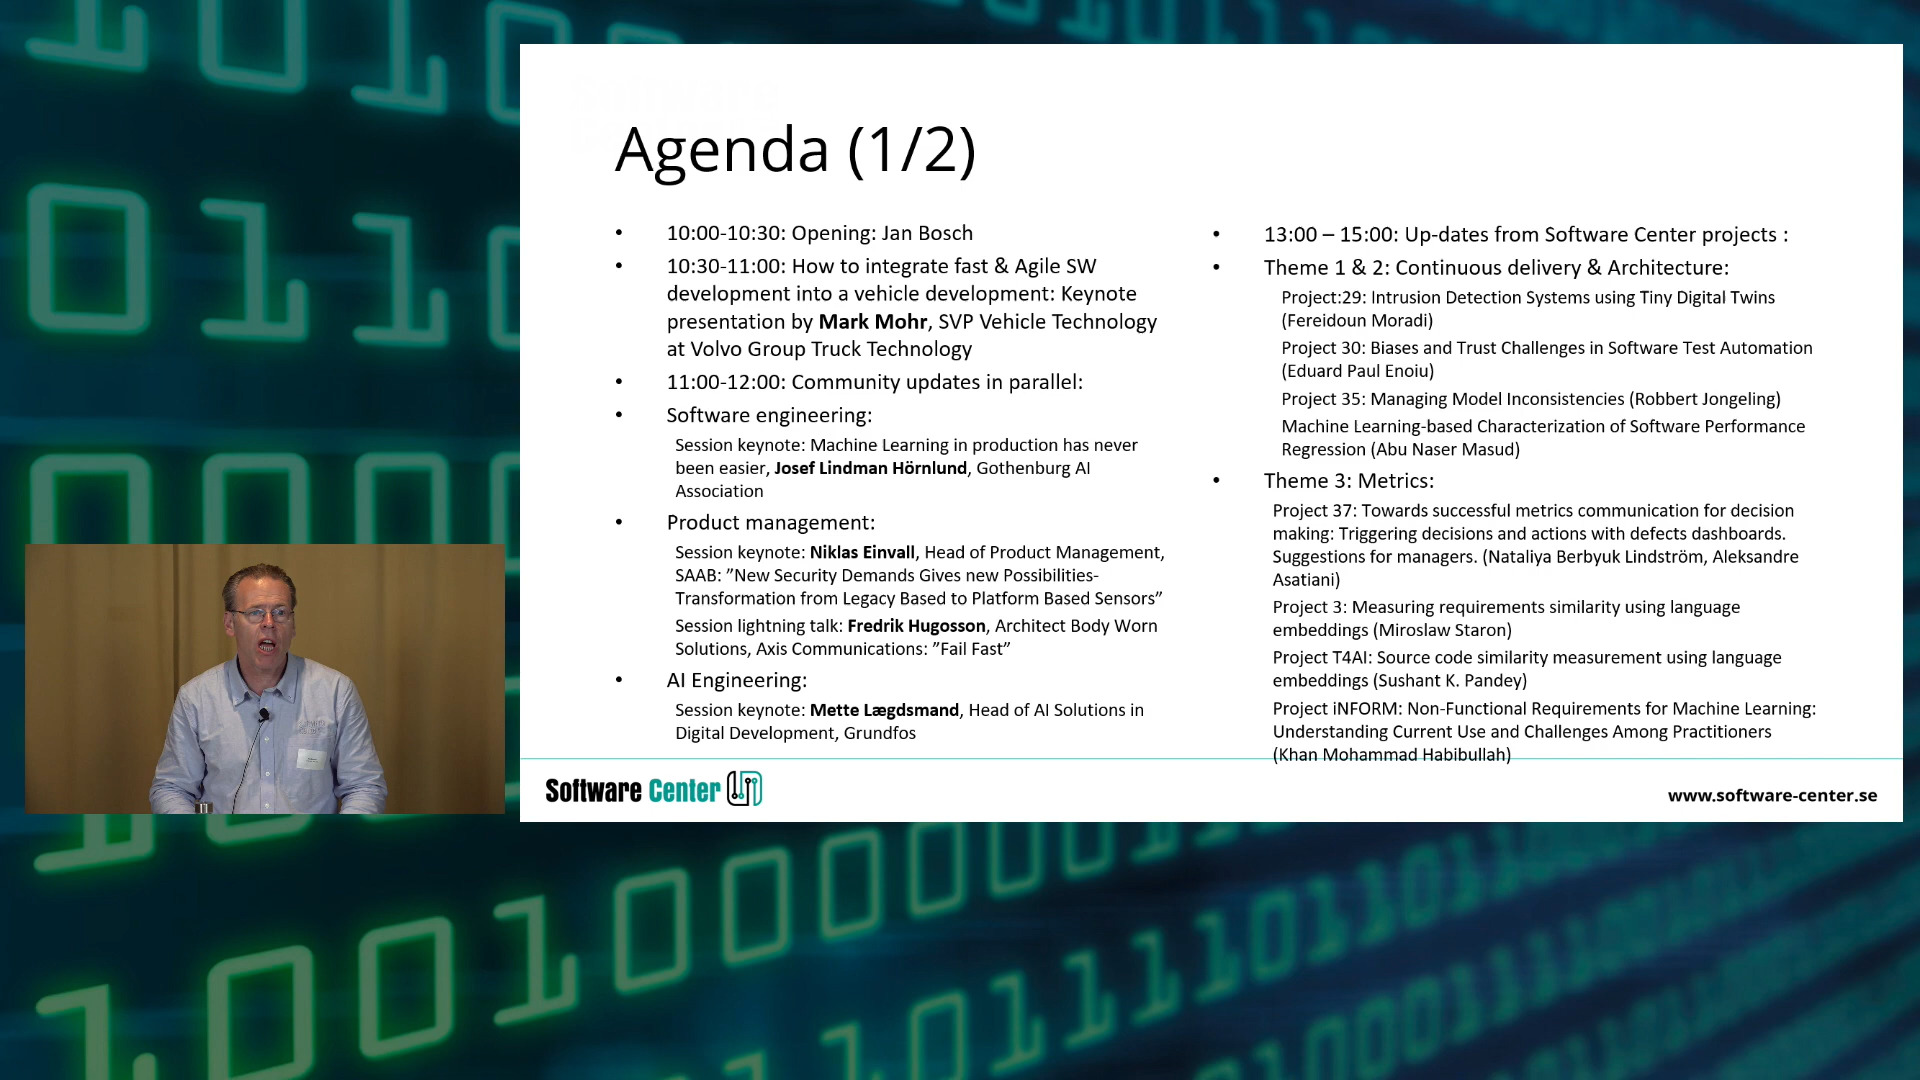 Agenda (1/2)
• 10:00-10:30: Opening: Jan Bosch
• 10:30-11:00: How to integrate fast & Agile SW
development into a vehicle development: Keynote
presentation by Mark Mohr, SVP Vehicle Technology
at Volvo Group Truck Technology
• 11:00-12:00: Community updates in parallel:
• Software engineering:
Session keynote: Machine Learning in production has never
been easier, Josef Lindman Hörnlund, Gothenburg AI
Association
• Product management:
Session keynote: Niklas Einvall, Head of Product Management,
SAAB: ”New Security Demands Gives new Possibilities-
Transformation from Legacy Based to Platform Based Sensors”
Session lightning talk: Fredrik Hugosson, Architect Body Worn
Solutions, Axis Communications: ”Fail Fast”
• AI Engineering:
Session keynote: Mette Lægdsmand, Head of AI Solutions in
Digital Development, Grundfos
• 13:00 – 15:00: Up-dates from Software Center projects :
• Theme 1 & 2: Continuous delivery & Architecture:
Project:29: Intrusion Detection Systems using Tiny Digital Twins
(Fereidoun Moradi)
Project 30: Biases and Trust Challenges in Software Test Automation
(Eduard Paul Enoiu)
Project 35: Managing Model Inconsistencies (Robbert Jongeling)
Machine Learning-based Characterization of Software Performance
Regression (Abu Naser Masud)
• Theme 3: Metrics:
Project 37: Towards successful metrics communication for decision
making: Triggering decisions and actions with defects dashboards.
Suggestions for managers. (Nataliya Berbyuk Lindström, Aleksandre
Asatiani)
Project 3: Measuring requirements similarity using language
embeddings (Miroslaw Staron)
Project T4AI: Source code similarity measurement using language
embeddings (Sushant K. Pandey)
Project iNFORM: Non-Functional Requirements for Machine Learning:
Understanding Current Use and Challenges Among Practitioners
(Khan Mohammad Habibullah)
Software Center
www.software-center.se